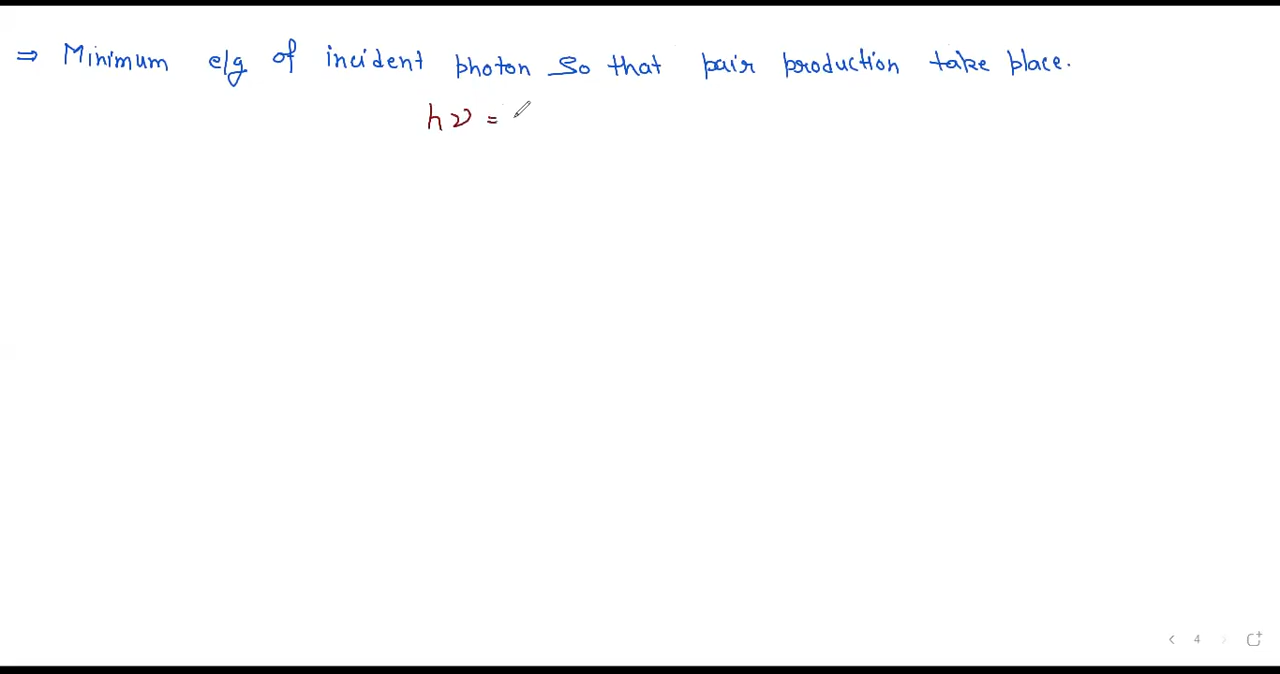 ⇒ Minimum e/g of incident photon so that pair production take place.
hν =
< 4 >